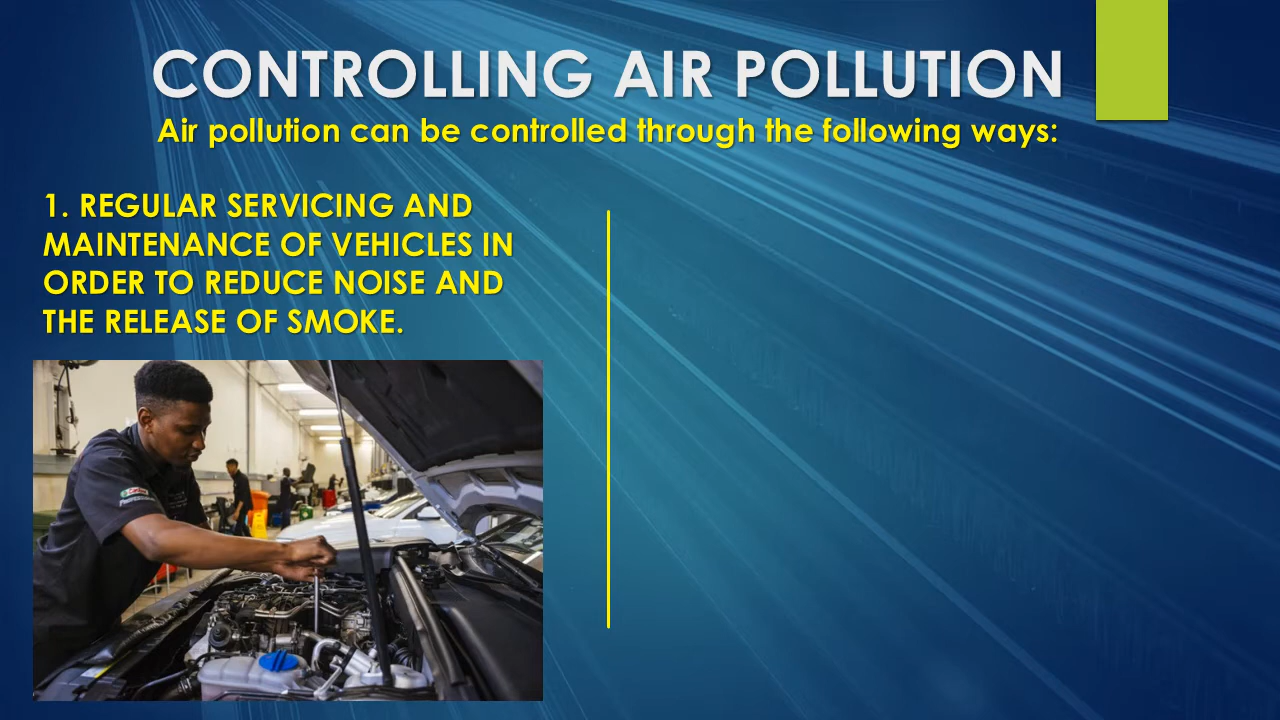 CONTROLLING AIR POLLUTION
Air pollution can be controlled through the following ways:
1. REGULAR SERVICING AND
MAINTENANCE OF VEHICLES IN
ORDER TO REDUCE NOISE AND
THE RELEASE OF SMOKE.